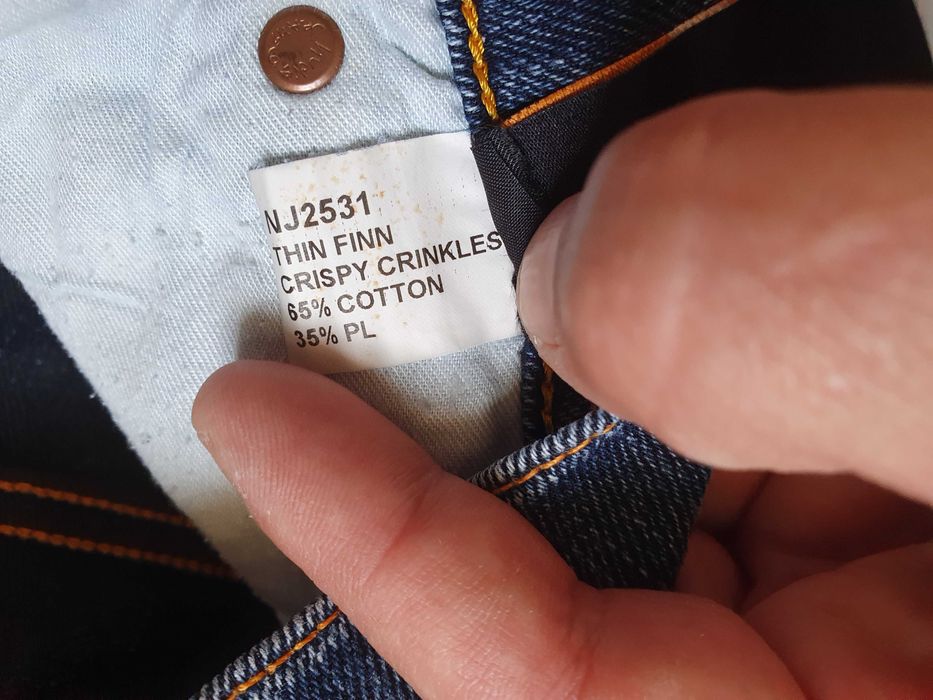 NJ2531
THIN FINN
CRISPY CRINKLES
65% COTTON
35% PL